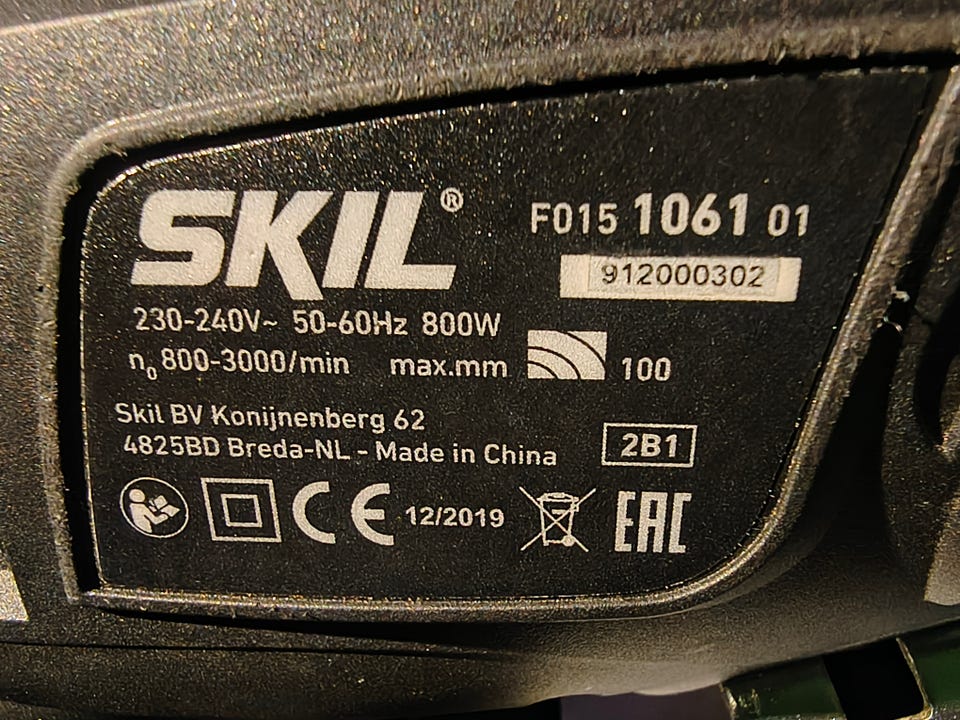 SKIL®
F015 1061 01
912000302
230-240V~ 50-60Hz 800W
n0 800-3000/min max.mm 100
Skil BV Konijnenberg 62
4825BD Breda-NL - Made in China
2B1
CE 12/2019 EAC